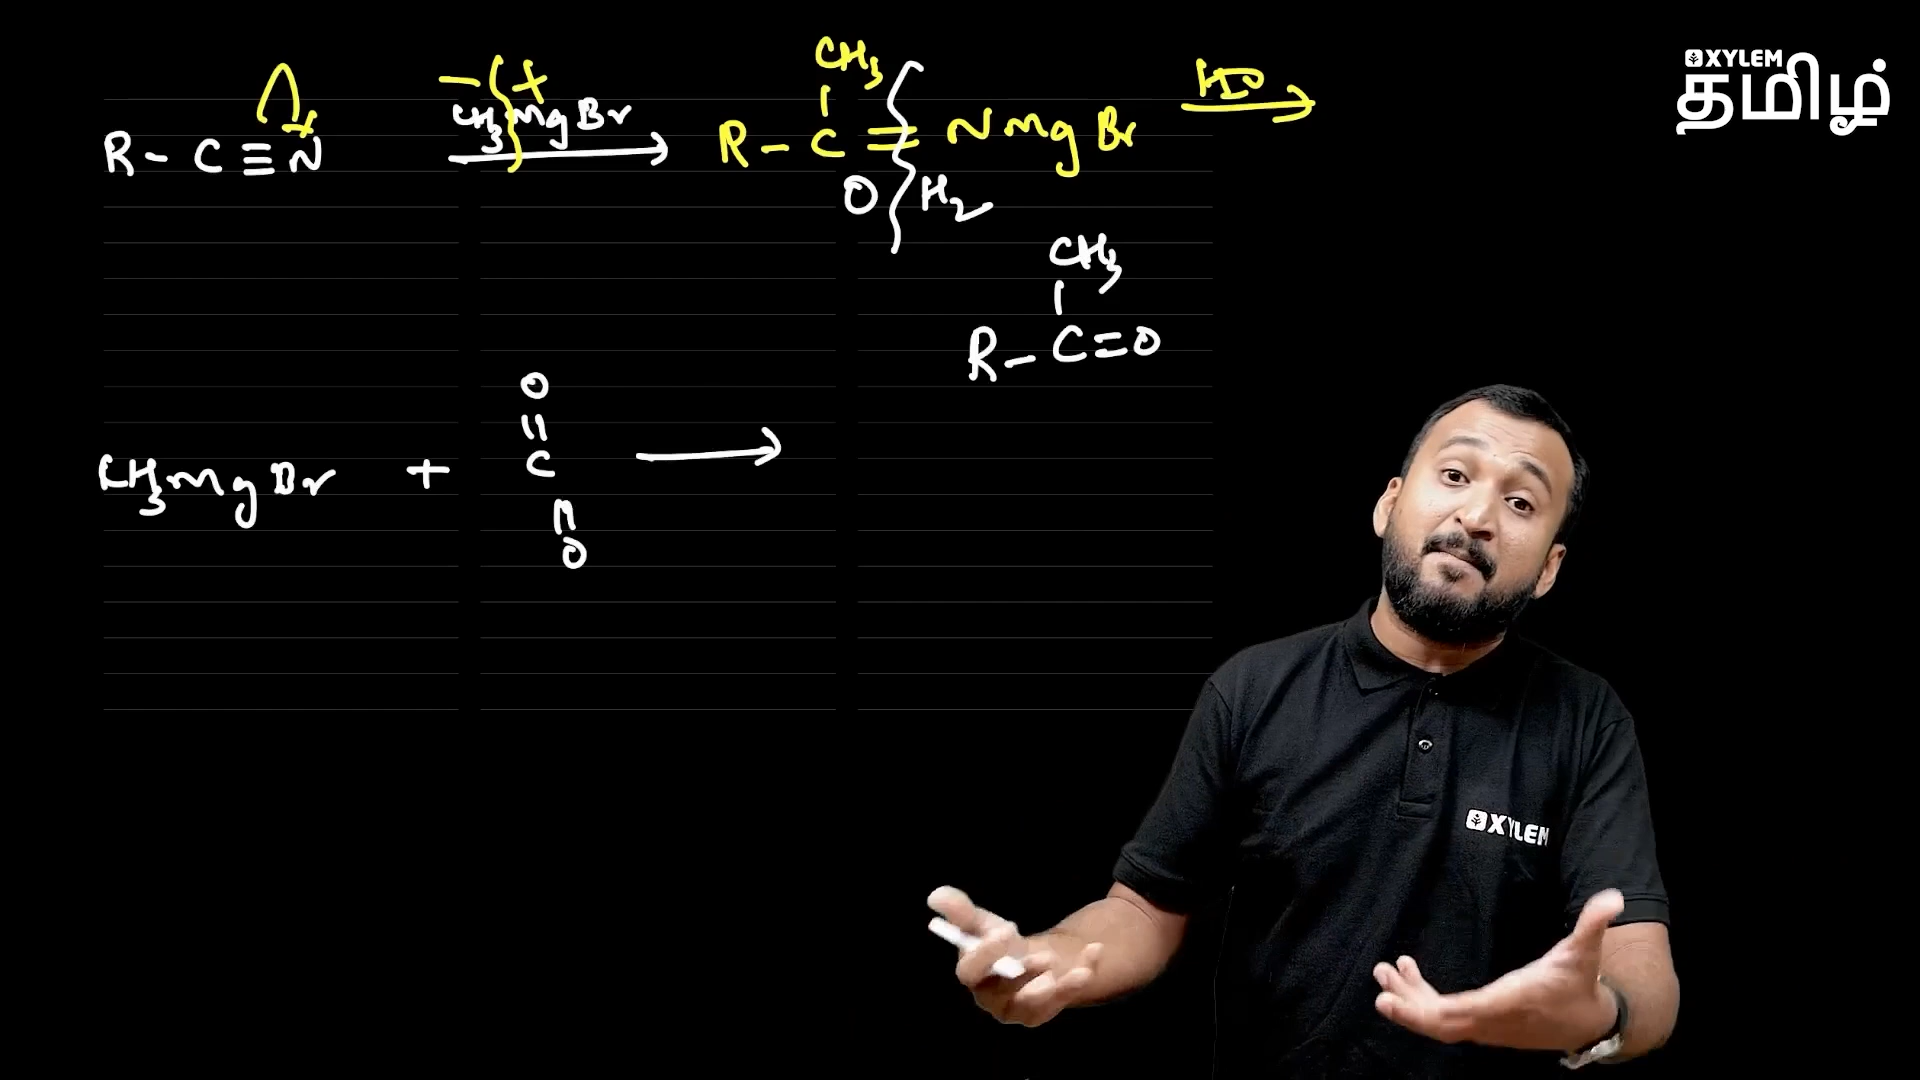 XYLEM
தமிழ்
CH3
R - C ≡ N
- +
CH3MgBr
R - C = NMgBr
H2O
O H2
CH3
R - C = O
O
CH3MgBr + C
O
XYLEM